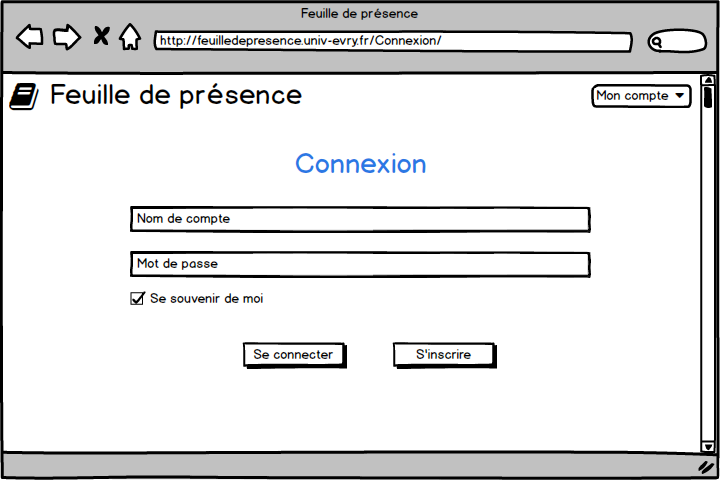 Feuille de présence
http://feuilledepresence.univ-evry.fr/Connexion/
Feuille de présence
Mon compte
Connexion
Nom de compte
Mot de passe
Se souvenir de moi
Se connecter
S'inscrire